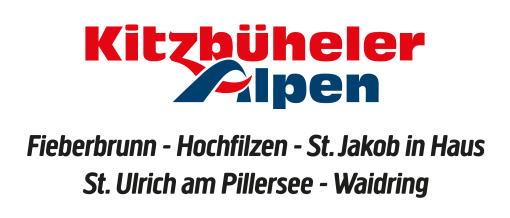 Kitzbüheler
Alpen
Fieberbrunn - Hochfilzen - St. Jakob in Haus
St. Ulrich am Pillersee - Waidring